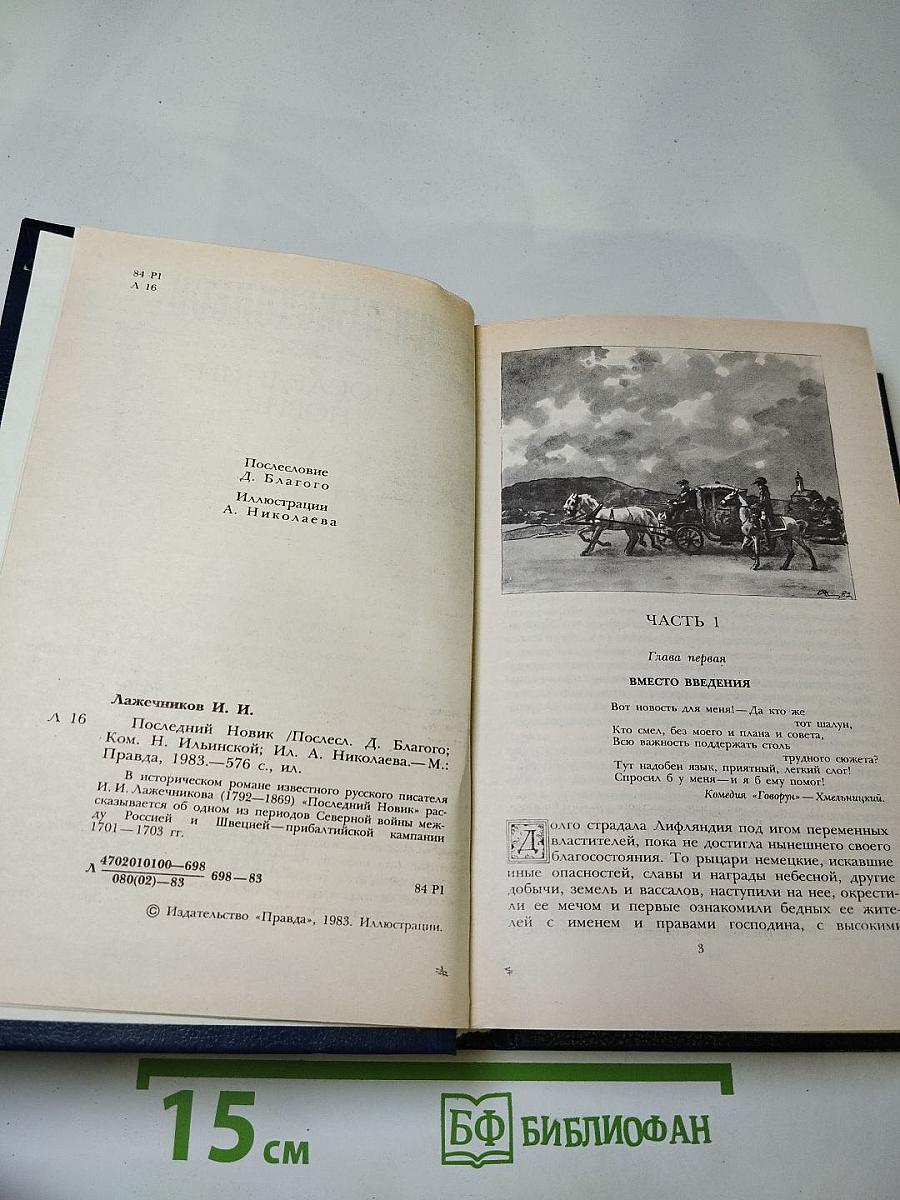 84 Р1
Л 16
Послесловие
Д. Благого
Иллюстрации
А. Николаева
Лажечников И. И.
Л 16
Последний Новик /Послесл. Д. Благого;
Ком. Н. Ильинской; Ил. А. Николаева.—М.:
Правда, 1983.—576 с., ил.
В историческом романе известного русского писателя
И. И. Лажечникова (1792—1869) «Последний Новик» рас-
сказывается об одном из периодов Северной войны меж-
ду Россией и Швецией—прибалтийской кампании
1701—1703 гг.
Л 4702010100—698
080(02)—83
698—83
84 Р1
© Издательство «Правда», 1983. Иллюстрации.
ЧАСТЬ 1
Глава первая
ВМЕСТО ВВЕДЕНИЯ
Вот новость для меня!—Да кто же
тот шалун,
Кто смел, без моего и плана и совета,
Всю важность поддержать столь
трудного сюжета?
Тут надобен язык, приятный, легкий слог!
Спросил б у меня—и я б ему помог!
Комедия «Говорун»—Хмельницкий.
Долго страдала Лифляндия под игом переменных
властителей, пока не достигла нынешнего своего
благосостояния. То рыцари немецкие, искавшие
иные опасностей, славы и награды небесной, другие
добычи, земель и вассалов, наступили на нее, окрести-
ли ее мечом и первые ознакомили бедных ее жите-
лей с именем и правами господина, с высокими
3
15 см
БФ БИБЛИОФАН